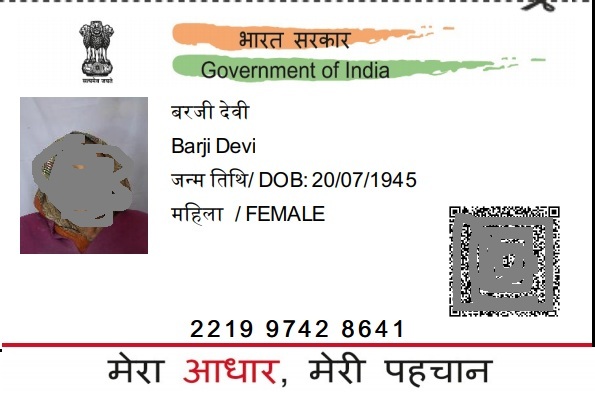 भारत सरकार
Government of India
सत्यमेव जयते
बरजी देवी
Barji Devi
जन्म तिथि/ DOB: 20/07/1945
महिला / FEMALE
2219 9742 8641
मेरा आधार, मेरी पहचान